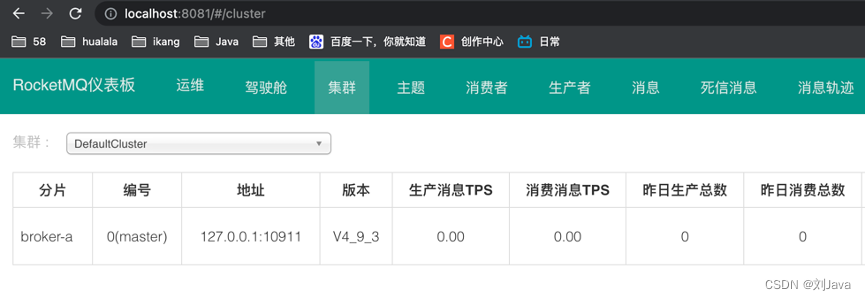 localhost:8081/#/cluster
58 hualala ikang Java 其他 百度一下，你就知道 C 创作中心 日常
RocketMQ仪表板 运维 驾驶舱 集群 主题 消费者 生产者 消息 死信消息 消息轨迹
集群： DefaultCluster
分片 编号 地址 版本 生产消息TPS 消费消息TPS 昨日生产总数 昨日消费总数
broker-a 0(master) 127.0.0.1:10911 V4_9_3 0.00 0.00 0 0
CSDN @刘Java